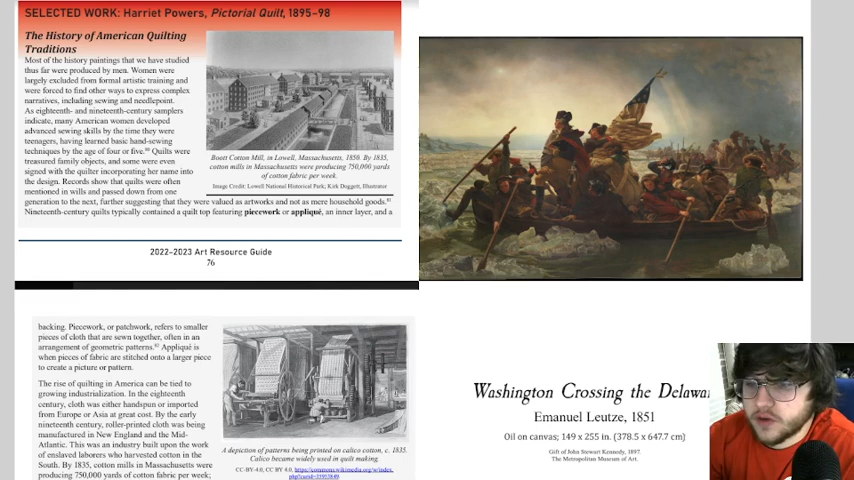 SELECTED WORK: Harriet Powers, Pictorial Quilt, 1895–98
The History of American Quilting
Traditions
Most of the history paintings that we have studied
thus far were produced by men. Women were
largely excluded from formal artistic training and
were forced to find other ways to express complex
narratives, including sewing and needlepoint.
As eighteenth- and nineteenth-century samplers
indicate, many American women developed
advanced sewing skills by the time they were
teenagers, having learned basic hand-sewing
techniques by the age of four or five.80 Quilts were
treasured family objects, and some were even
signed with the quilter incorporating her name into
the design. Records show that quilts were often
mentioned in wills and passed down from one
generation to the next, further suggesting that they were valued as artworks and not as mere household goods.81
Nineteenth-century quilts typically contained a quilt top featuring piecework or appliqué, an inner layer, and a
Boott Cotton Mill, in Lowell, Massachusetts, 1850. By 1835,
cotton mills in Massachusetts were producing 750,000 yards
of cotton fabric per week.
Image Credit: Lowell National Historical Park; Kirk Doggett, Illustrator
2022–2023 Art Resource Guide
76
backing. Piecework, or patchwork, refers to smaller
pieces of cloth that are sewn together, often in an
arrangement of geometric patterns.82 Appliqué is
when pieces of fabric are stitched onto a larger piece
to create a picture or pattern.
The rise of quilting in America can be tied to
growing industrialization. In the eighteenth
century, cloth was either handspun or imported
from Europe or Asia at great cost. By the early
nineteenth century, roller-printed cloth was being
manufactured in New England and the Mid-
Atlantic. This was an industry built upon the work
of enslaved laborers who harvested cotton in the
South. By 1835, cotton mills in Massachusetts were
producing 750,000 yards of cotton fabric per week;
A depiction of patterns being printed on calico cotton, c. 1835.
Calico became widely used in quilt making.
CC-BY-4.0, CC BY 4.0, https://commons.wikimedia.org/w/index.
Washington Crossing the Delawar
Emanuel Leutze, 1851
Oil on canvas; 149 x 255 in. (378.5 x 647.7 cm)
Gift of John Stewart Kennedy, 1897.
The Metropolitan Museum of Art.